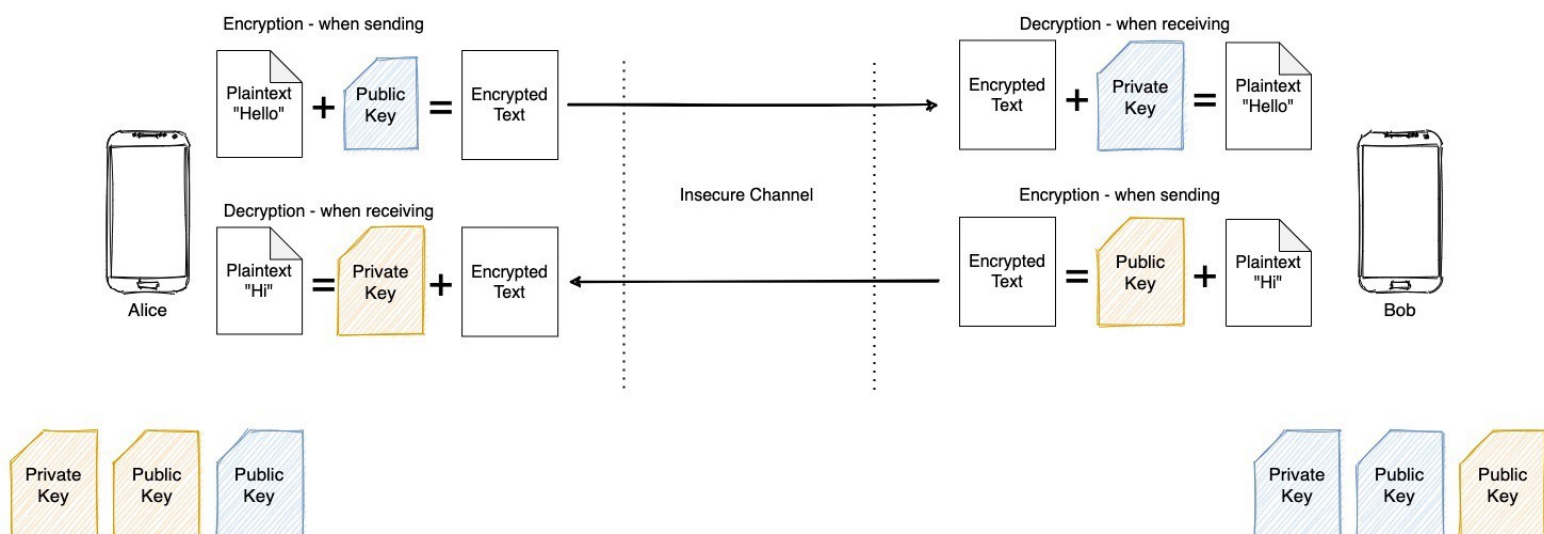 Encryption - when sending
Plaintext
"Hello"
+
Public
Key
=
Encrypted
Text
Decryption - when receiving
Encrypted
Text
+
Private
Key
=
Plaintext
"Hello"
Insecure Channel
Decryption - when receiving
Plaintext
"Hi"
=
Private
Key
+
Encrypted
Text
Encryption - when sending
Encrypted
Text
=
Public
Key
+
Plaintext
"Hi"
Alice
Bob
Private
Key
Public
Key
Public
Key
Private
Key
Public
Key
Public
Key